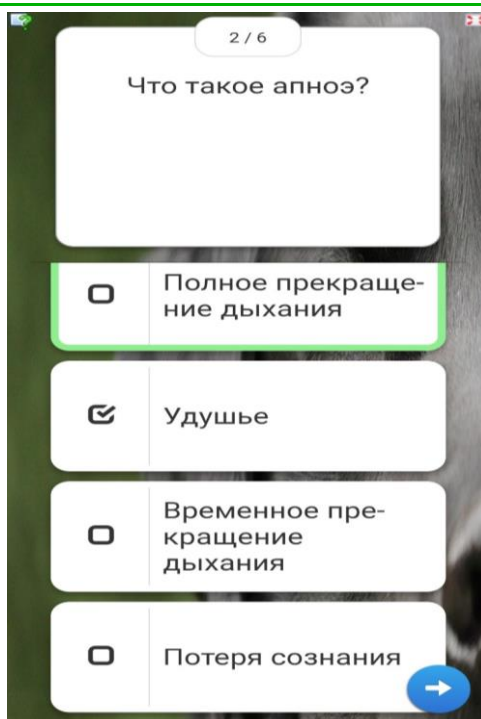 2 / 6
Что такое апноэ?
Полное прекраще-
ние дыхания
Удушье
Временное пре-
кращение
дыхания
Потеря сознания